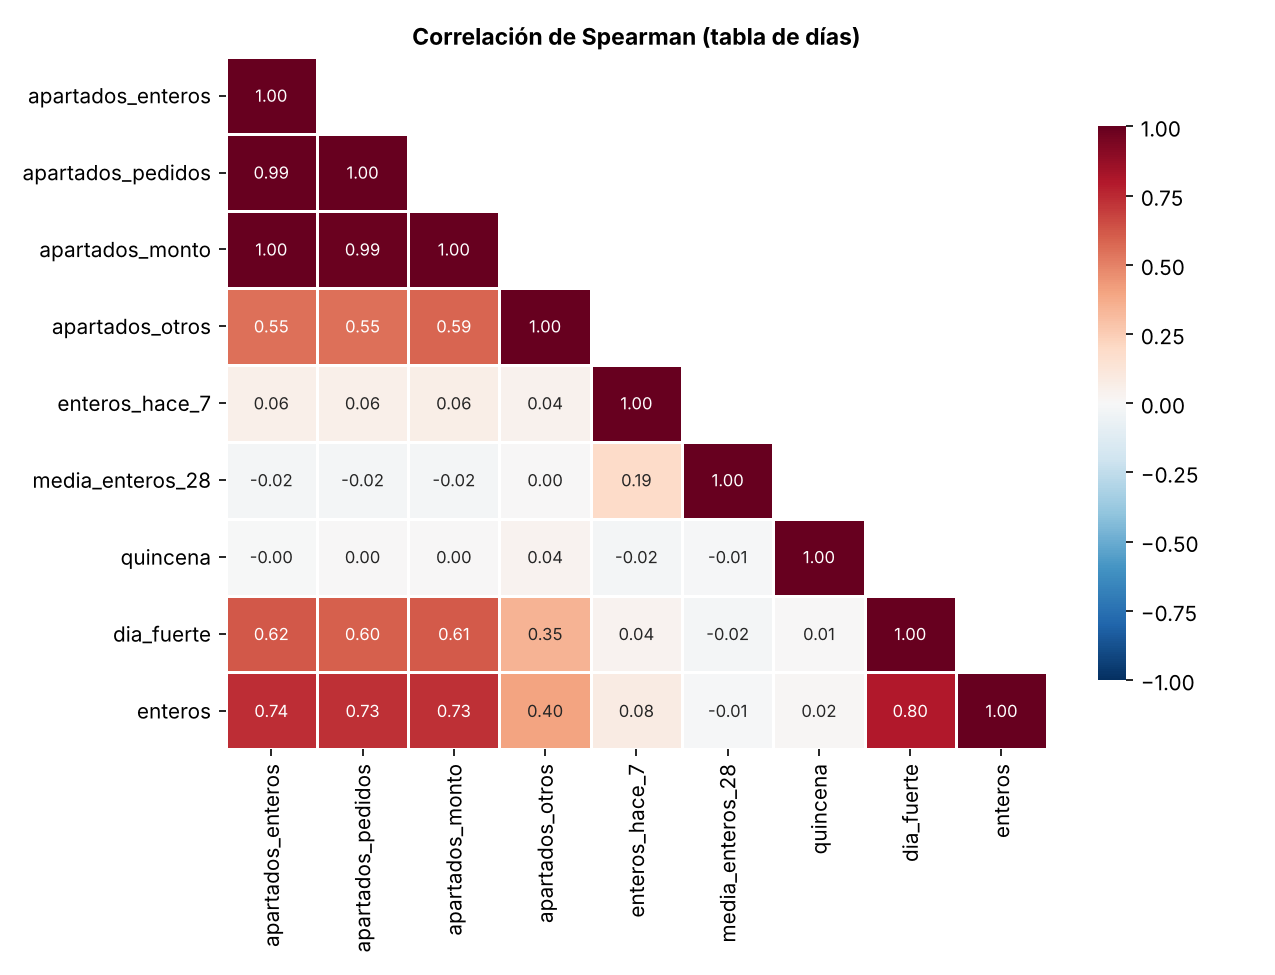 Correlación de Spearman (tabla de días)
apartados_enteros 1.00
apartados_pedidos 0.99 1.00
apartados_monto 1.00 0.99 1.00
apartados_otros 0.55 0.55 0.59 1.00
enteros_hace_7 0.06 0.06 0.06 0.04 1.00
media_enteros_28 -0.02 -0.02 -0.02 0.00 0.19 1.00
quincena -0.00 0.00 0.00 0.04 -0.02 -0.01 1.00
dia_fuerte 0.62 0.60 0.61 0.35 0.04 -0.02 0.01 1.00
enteros 0.74 0.73 0.73 0.40 0.08 -0.01 0.02 0.80 1.00
apartados_enteros
apartados_pedidos
apartados_monto
apartados_otros
enteros_hace_7
media_enteros_28
quincena
dia_fuerte
enteros
1.00
0.75
0.50
0.25
0.00
−0.25
−0.50
−0.75
−1.00